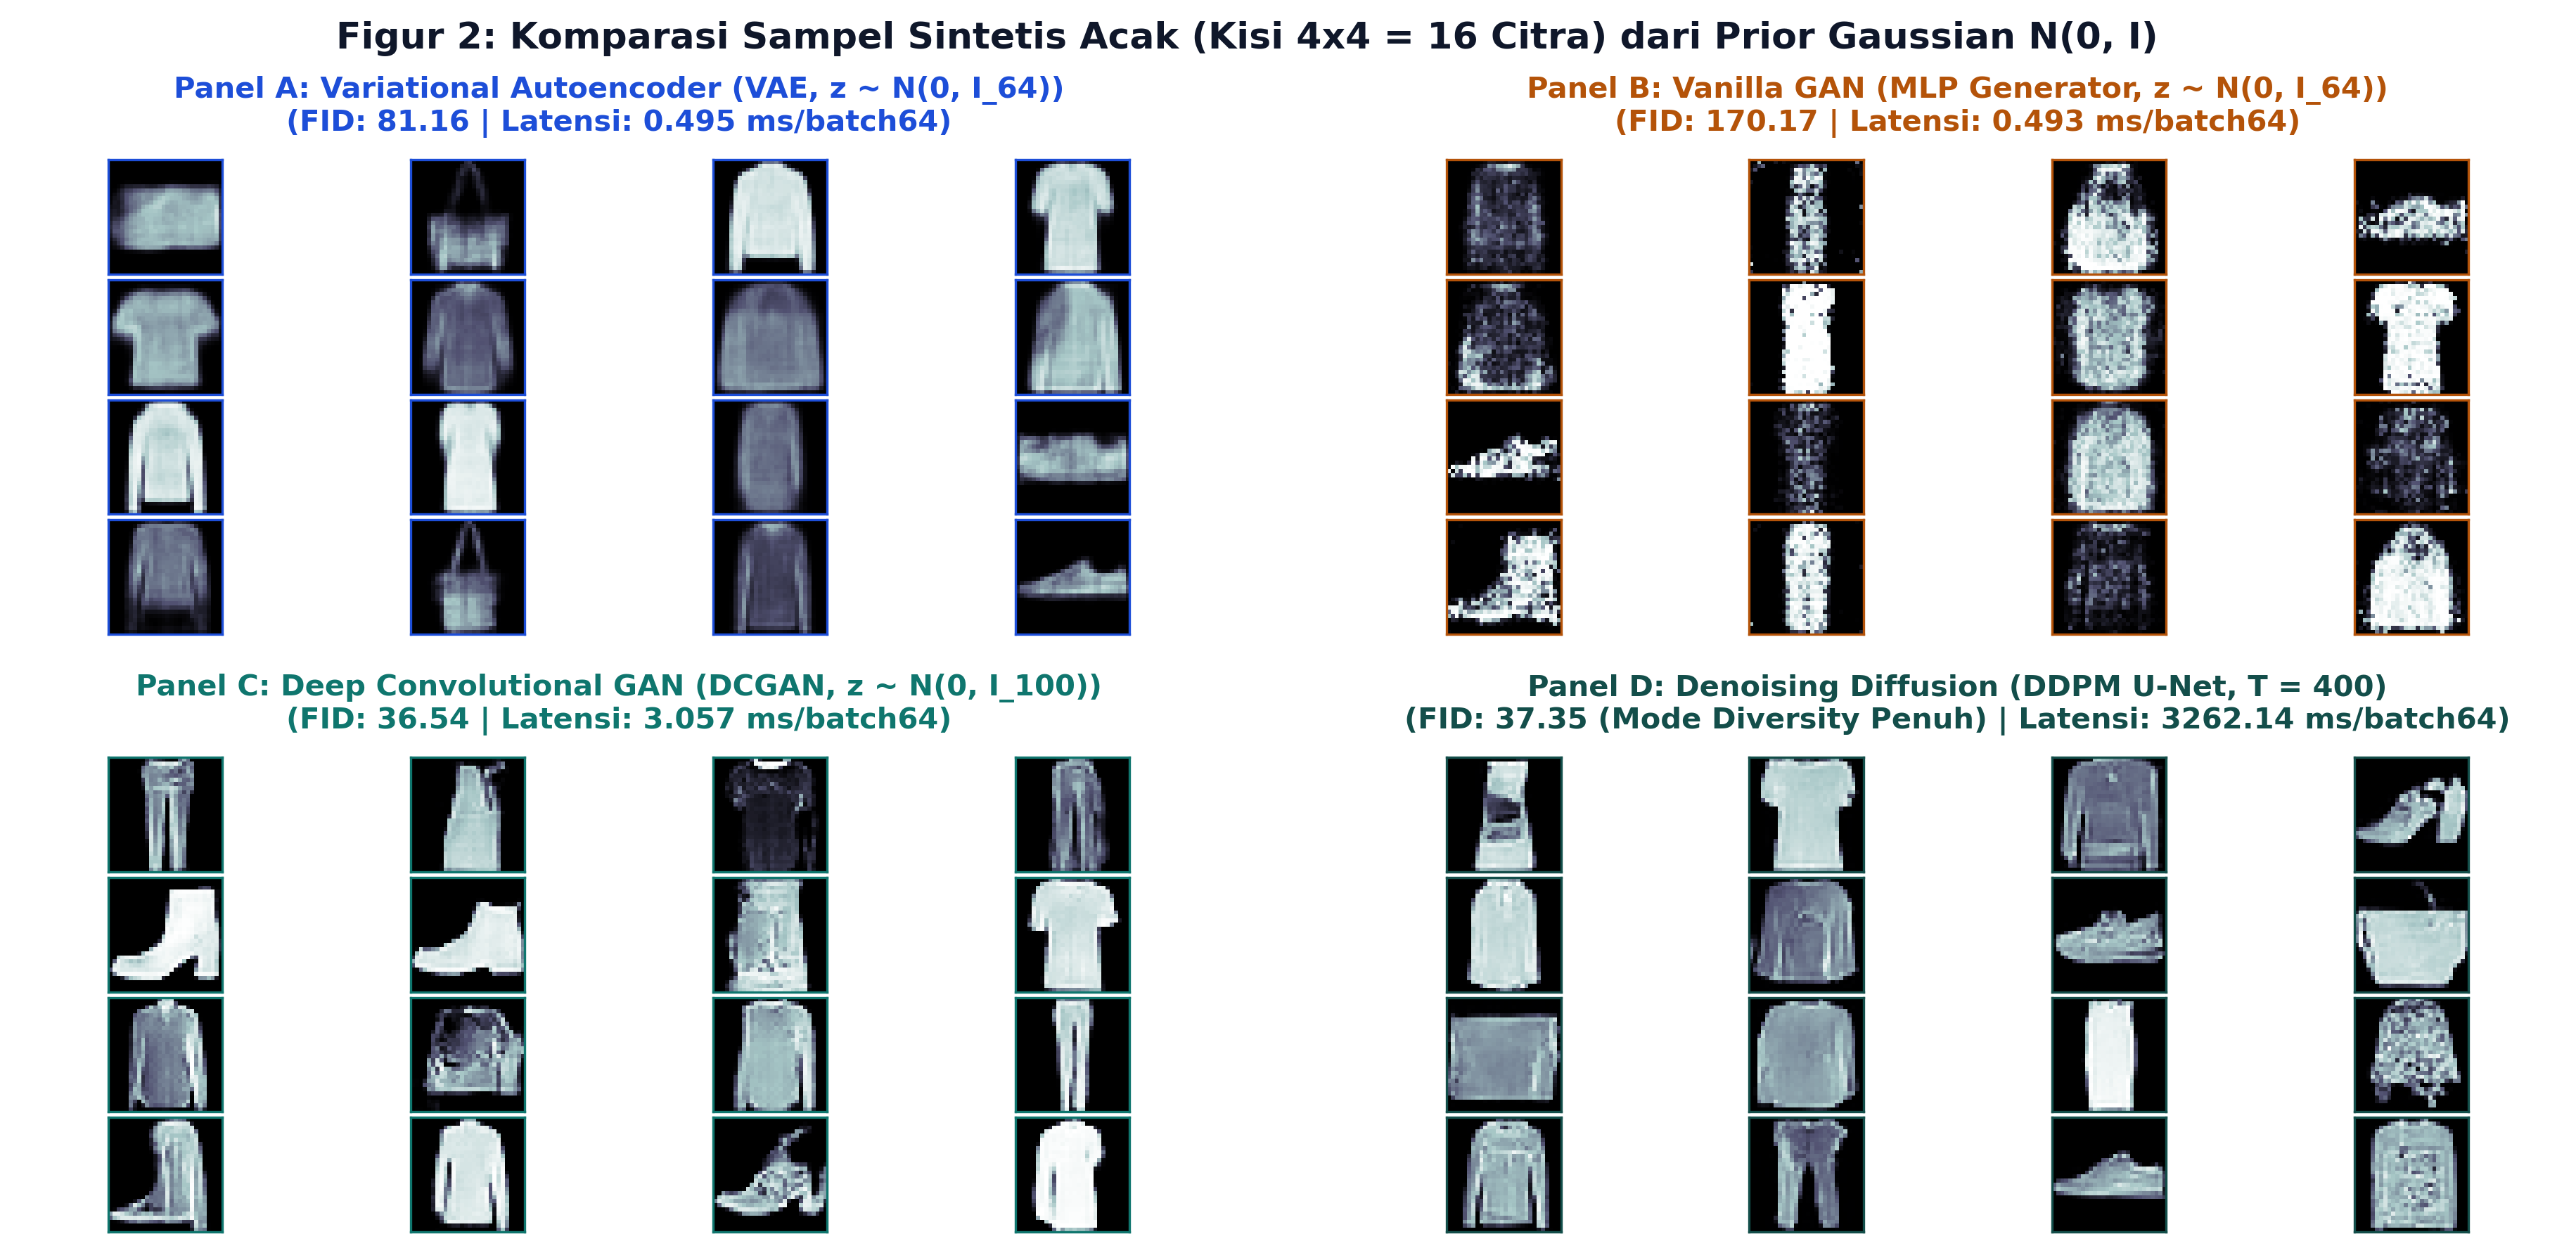 Figur 2: Komparasi Sampel Sintetis Acak (Kisi 4x4 = 16 Citra) dari Prior Gaussian N(0, I)
Panel A: Variational Autoencoder (VAE, z ~ N(0, I_64))
(FID: 81.16 | Latensi: 0.495 ms/batch64)
Panel B: Vanilla GAN (MLP Generator, z ~ N(0, I_64))
(FID: 170.17 | Latensi: 0.493 ms/batch64)
Panel C: Deep Convolutional GAN (DCGAN, z ~ N(0, I_100))
(FID: 36.54 | Latensi: 3.057 ms/batch64)
Panel D: Denoising Diffusion (DDPM U-Net, T = 400)
(FID: 37.35 (Mode Diversity Penuh) | Latensi: 3262.14 ms/batch64)